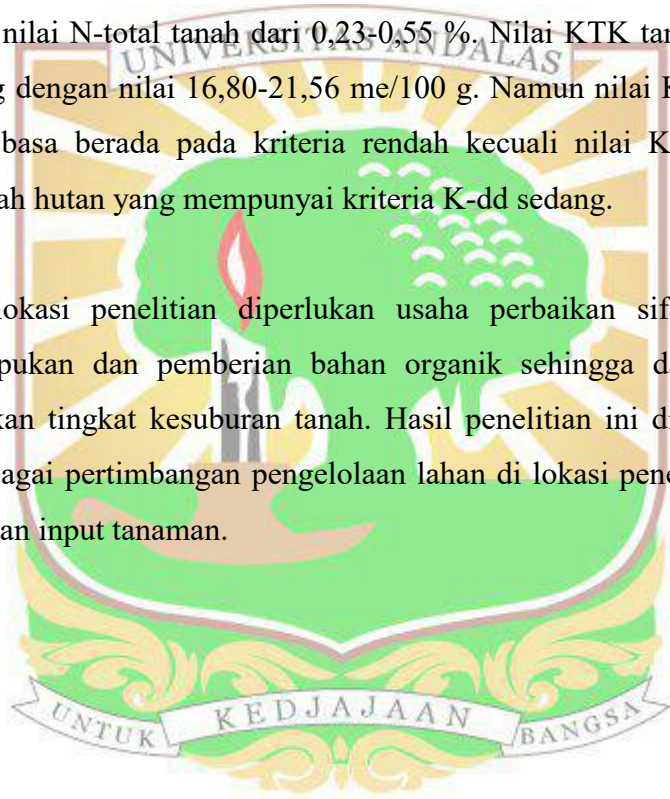 nilai N-total tanah dari 0,23-0,55 %. Nilai KTK tan
UNIVERSITAS ANDALAS
g dengan nilai 16,80-21,56 me/100 g. Namun nilai K
basa berada pada kriteria rendah kecuali nilai K
ah hutan yang mempunyai kriteria K-dd sedang.
lokasi penelitian diperlukan usaha perbaikan sif
pukan dan pemberian bahan organik sehingga da
kan tingkat kesuburan tanah. Hasil penelitian ini di
bagai pertimbangan pengelolaan lahan di lokasi pene
an input tanaman.
UNTUK KEDJAJAAN BANGSA